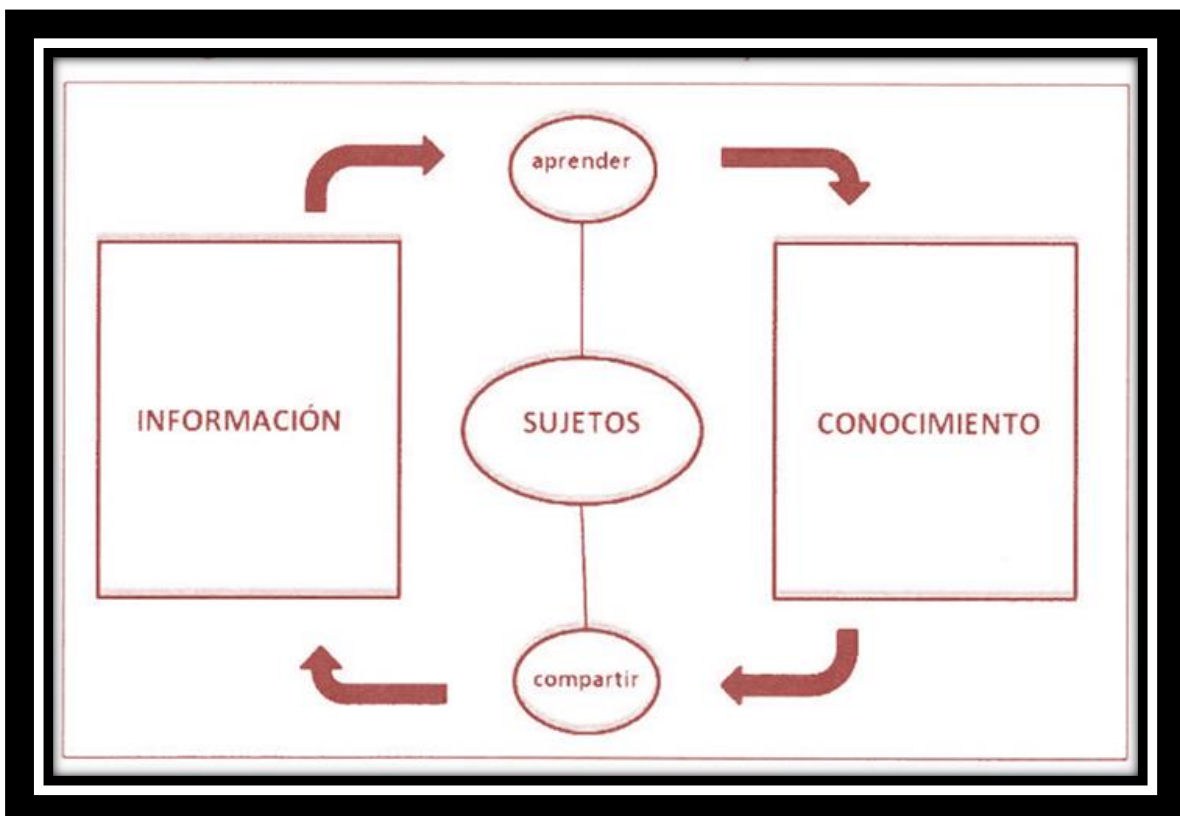 aprender
INFORMACIÓN
SUJETOS
CONOCIMIENTO
compartir